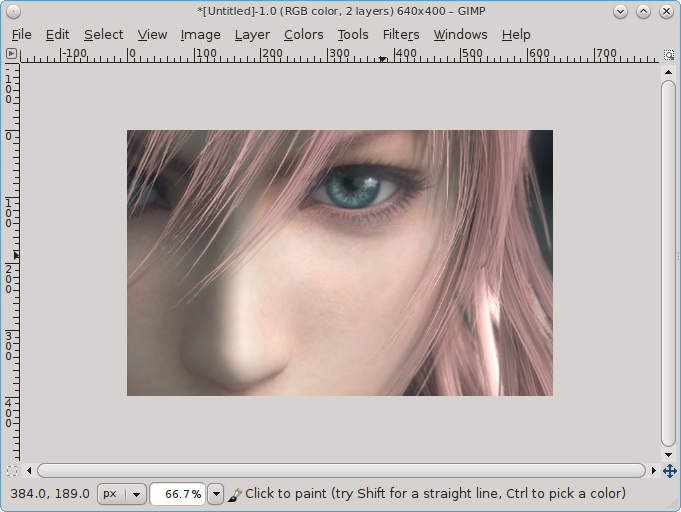 *[Untitled]-1.0 (RGB color, 2 layers) 640x400 – GIMP
File Edit Select View Image Layer Colors Tools Filters Windows Help
-100 0 100 200 300 400 500 600 700
-100
0
100
200
300
400
384.0, 189.0 px 66.7% Click to paint (try Shift for a straight line, Ctrl to pick a color)